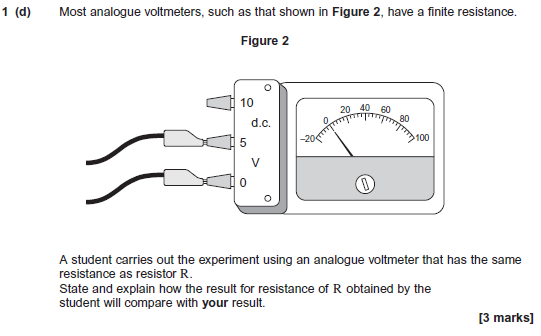 1 (d) Most analogue voltmeters, such as that shown in Figure 2, have a finite resistance.
Figure 2
10
d.c.
5
V
0
-20 0 20 40 60 80 100
A student carries out the experiment using an analogue voltmeter that has the same
resistance as resistor R.
State and explain how the result for resistance of R obtained by the
student will compare with your result.
[3 marks]